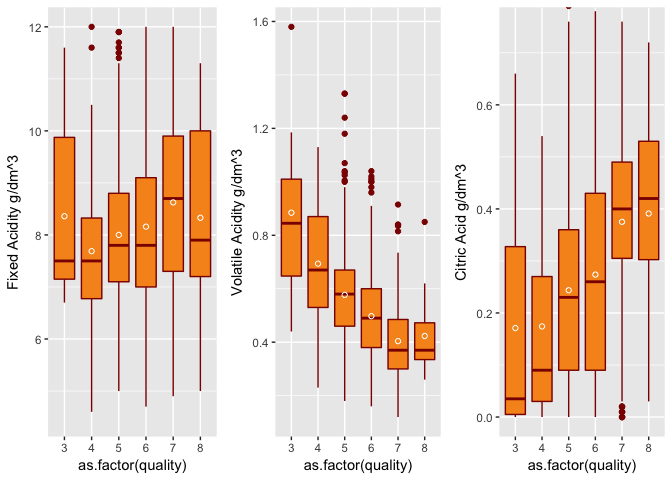 Fixed Acidity g/dm^3
12
10
8
6
3 4 5 6 7 8
as.factor(quality)
Volatile Acidity g/dm^3
1.6
1.2
0.8
0.4
3 4 5 6 7 8
as.factor(quality)
Citric Acid g/dm^3
0.6
0.4
0.2
0.0
3 4 5 6 7 8
as.factor(quality)